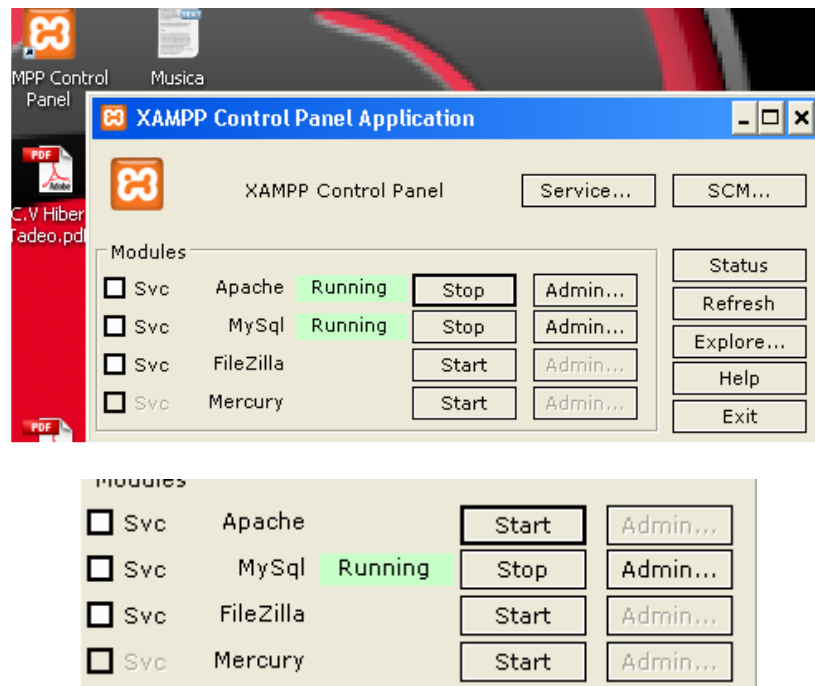 MPP Control
Panel
Musica
XAMPP Control Panel Application
PDF
Adobe
C.V Hiber
Tadeo.pdf
XAMPP Control Panel
Service...
SCM...
Modules
Svc Apache Running Stop Admin...
Svc MySql Running Stop Admin...
Svc FileZilla Start Admin...
Svc Mercury Start Admin...
Status
Refresh
Explore...
Help
Exit
PDF
Modules
Svc Apache Start Admin...
Svc MySql Running Stop Admin...
Svc FileZilla Start Admin...
Svc Mercury Start Admin...